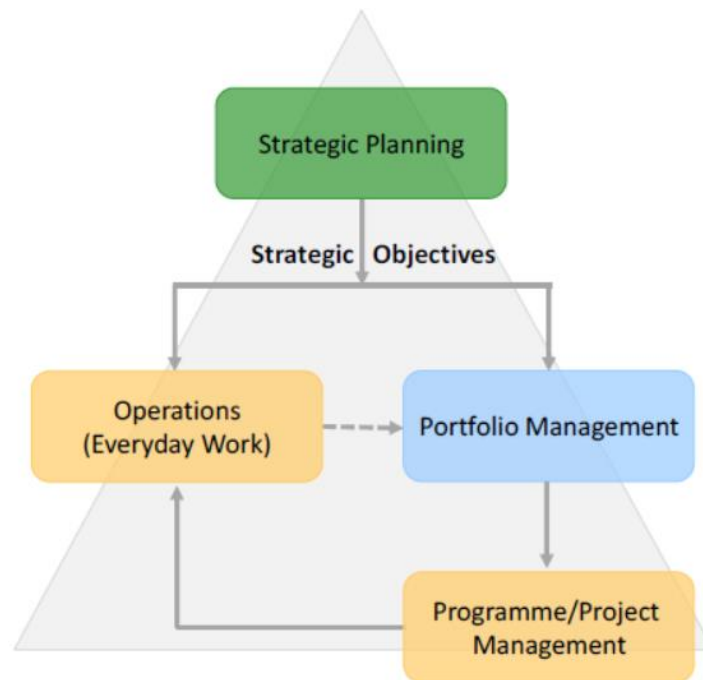 Strategic Planning
Strategic Objectives
Operations
(Everyday Work)
Portfolio Management
Programme/Project
Management